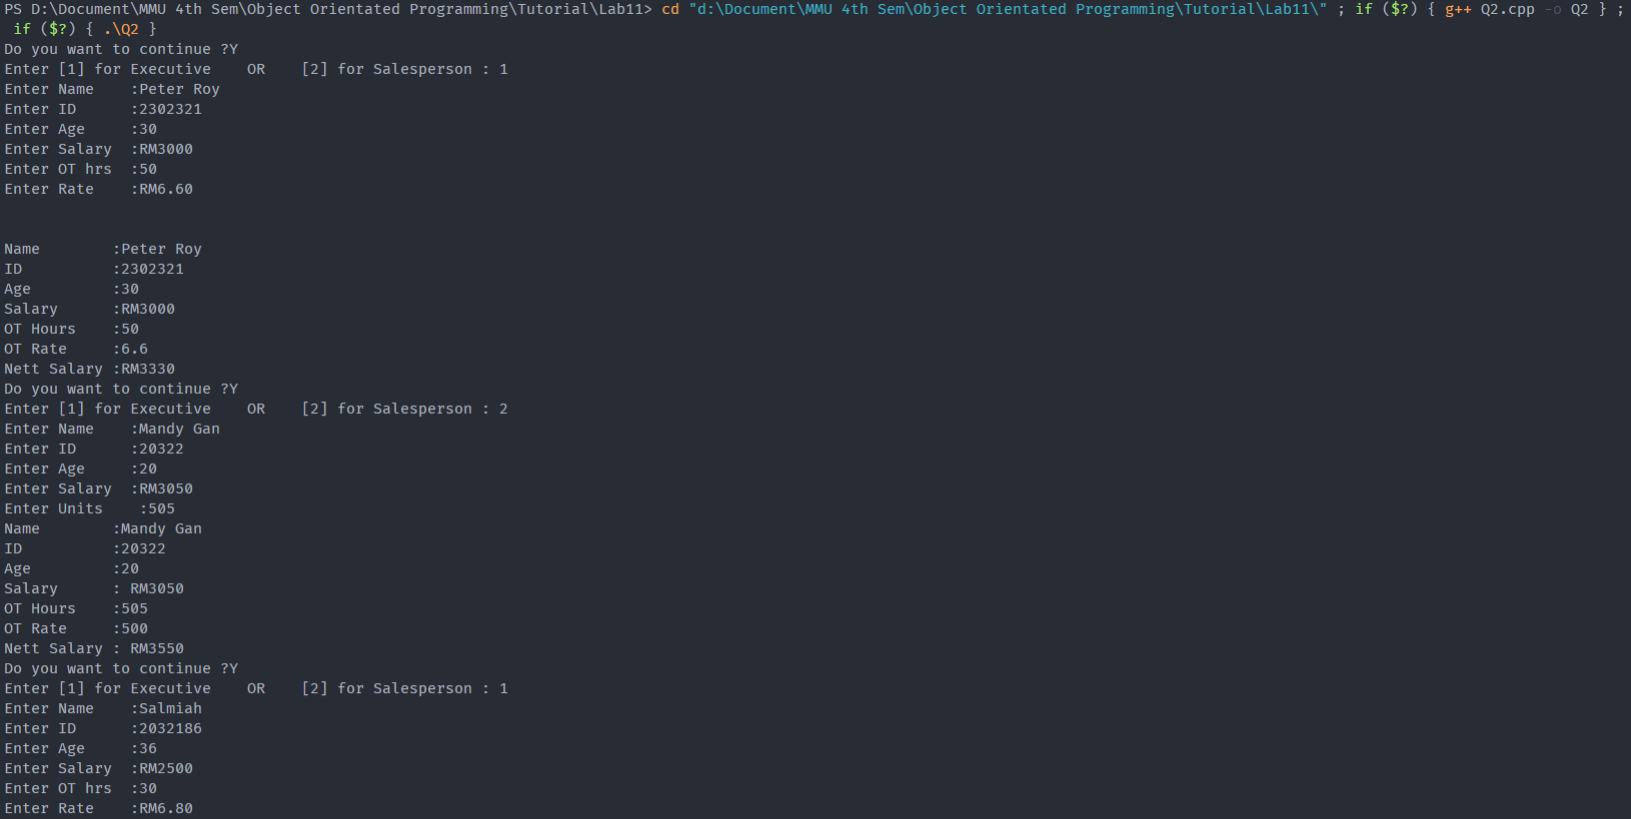 PS D:\Document\MMU 4th Sem\Object Orientated Programming\Tutorial\Lab11> cd "d:\Document\MMU 4th Sem\Object Orientated Programming\Tutorial\Lab11\" ; if ($?) { g++ Q2.cpp -o Q2 } ;
 if ($?) { .\Q2 }
Do you want to continue ?Y
Enter [1] for Executive    OR    [2] for Salesperson : 1
Enter Name    :Peter Roy
Enter ID      :2302321
Enter Age     :30
Enter Salary  :RM3000
Enter OT hrs  :50
Enter Rate    :RM6.60
Name        :Peter Roy
ID          :2302321
Age         :30
Salary      :RM3000
OT Hours    :50
OT Rate     :6.6
Nett Salary :RM3330
Do you want to continue ?Y
Enter [1] for Executive    OR    [2] for Salesperson : 2
Enter Name    :Mandy Gan
Enter ID      :20322
Enter Age     :20
Enter Salary  :RM3050
Enter Units    :505
Name        :Mandy Gan
ID          :20322
Age         :20
Salary      : RM3050
OT Hours    :505
OT Rate     :500
Nett Salary : RM3550
Do you want to continue ?Y
Enter [1] for Executive    OR    [2] for Salesperson : 1
Enter Name    :Salmiah
Enter ID      :2032186
Enter Age     :36
Enter Salary  :RM2500
Enter OT hrs  :30
Enter Rate    :RM6.80